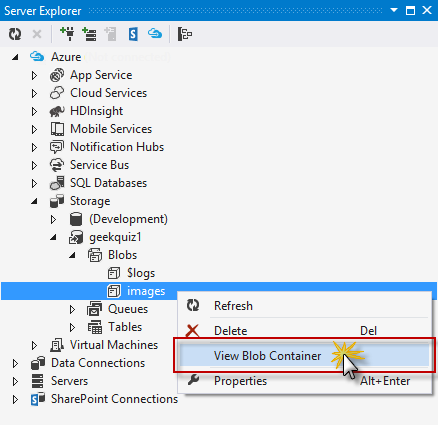 Server Explorer
Azure
App Service
Cloud Services
HDInsight
Mobile Services
Notification Hubs
Service Bus
SQL Databases
Storage
(Development)
geekquiz1
Blobs
$logs
images
Refresh
Queues
Delete Del
Tables
View Blob Container
Virtual Machines
Data Connections
Servers
Properties Alt+Enter
SharePoint Connections